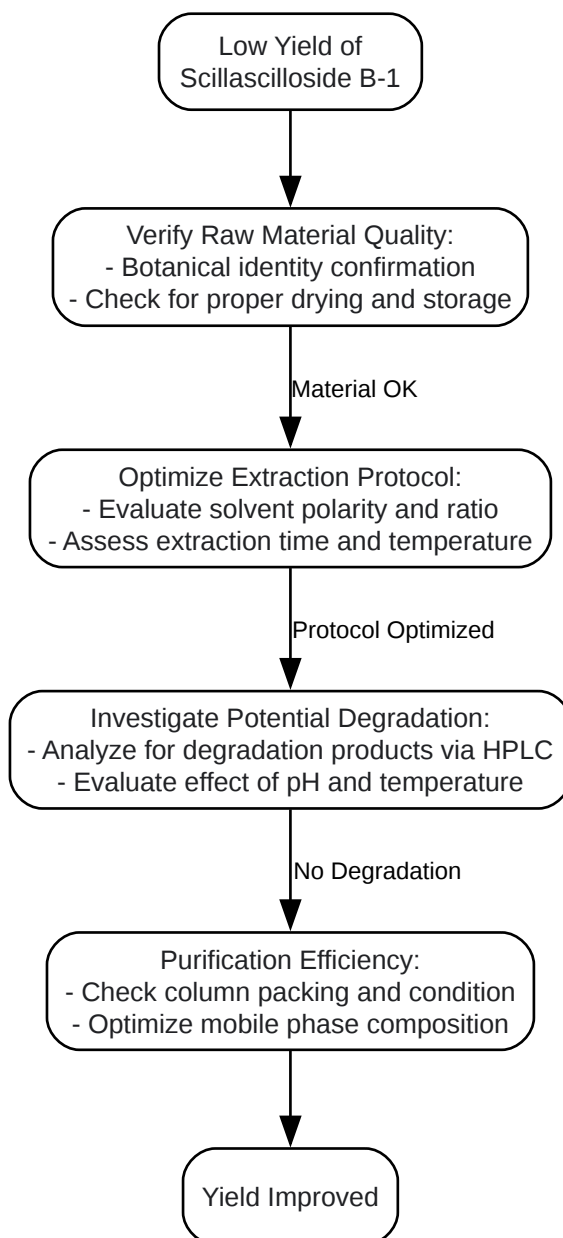 Low Yield of
Scillascilloside B-1
Verify Raw Material Quality:
- Botanical identity confirmation
- Check for proper drying and storage
Material OK
Optimize Extraction Protocol:
- Evaluate solvent polarity and ratio
- Assess extraction time and temperature
Protocol Optimized
Investigate Potential Degradation:
- Analyze for degradation products via HPLC
- Evaluate effect of pH and temperature
No Degradation
Purification Efficiency:
- Check column packing and condition
- Optimize mobile phase composition
Yield Improved